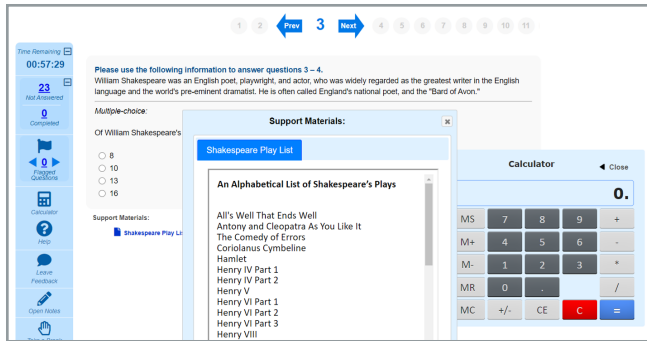 1 2 Prev 3 Next 4 5 6 7 8 9 10 11
Time Remaining
00:57:29
23
Not Answered
0
Completed
0
Flagged
Questions
Calculator
Help
Leave
Feedback
Open Notes
Please use the following information to answer questions 3 – 4.
William Shakespeare was an English poet, playwright, and actor, who was widely regarded as the greatest writer in the English
language and the world's pre-eminent dramatist. He is often called England's national poet, and the "Bard of Avon."
Multiple-choice:
Of William Shakespeare's
8
10
13
16
Support Materials:
Shakespeare Play Lis
Support Materials:
Shakespeare Play List
An Alphabetical List of Shakespeare's Plays
All's Well That Ends Well
Antony and Cleopatra As You Like It
The Comedy of Errors
Coriolanus Cymbeline
Hamlet
Henry IV Part 1
Henry IV Part 2
Henry V
Henry VI Part 1
Henry VI Part 2
Henry VI Part 3
Henry VIII
Calculator
Close
0.
MS 7 8 9 +
M+ 4 5 6 -
M- 1 2 3 *
MR 0 . /
MC +/- CE C =